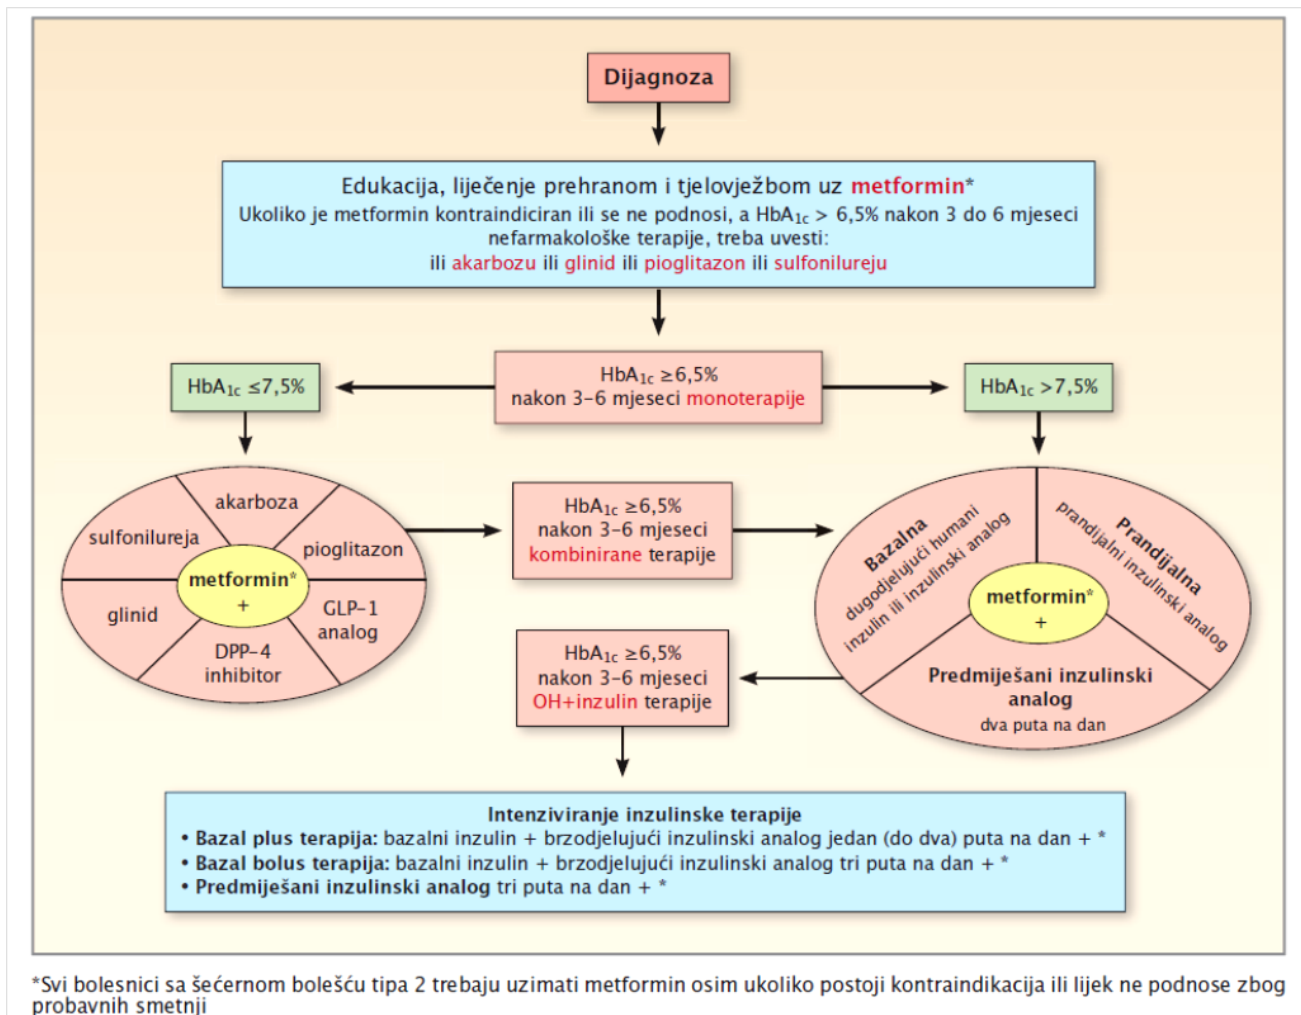 Dijagnoza
Edukacija, liječenje prehranom i tjelovježbom uz metformin*
Ukoliko je metformin kontraindiciran ili se ne podnosi, a HbA1c > 6,5% nakon 3 do 6 mjeseci
nefarmakološke terapije, treba uvesti:
ili akarbozu ili glinid ili pioglitazon ili sulfonilureju
HbA1c ≤7,5%
HbA1c ≥6,5%
nakon 3–6 mjeseci monoterapije
HbA1c >7,5%
sulfonilureja
akarboza
pioglitazon
metformin*
+
glinid
DPP–4
inhibitor
GLP–1
analog
HbA1c ≥6,5%
nakon 3–6 mjeseci
kombinirane terapije
Bazalna
dugodjelujući humani
inzulin ili inzulinski analog
Prandijalna
prandijalni inzulinski analog
metformin*
+
Predmiješani inzulinski
analog
dva puta na dan
HbA1c ≥6,5%
nakon 3–6 mjeseci
OH+inzulin terapije
Intenziviranje inzulinske terapije
• Bazal plus terapija: bazalni inzulin + brzodjelujući inzulinski analog jedan (do dva) puta na dan + *
• Bazal bolus terapija: bazalni inzulin + brzodjelujući inzulinski analog tri puta na dan + *
• Predmiješani inzulinski analog tri puta na dan + *
*Svi bolesnici sa šećernom bolešću tipa 2 trebaju uzimati metformin osim ukoliko postoji kontraindikacija ili lijek ne podnose zbog
probavnih smetnji